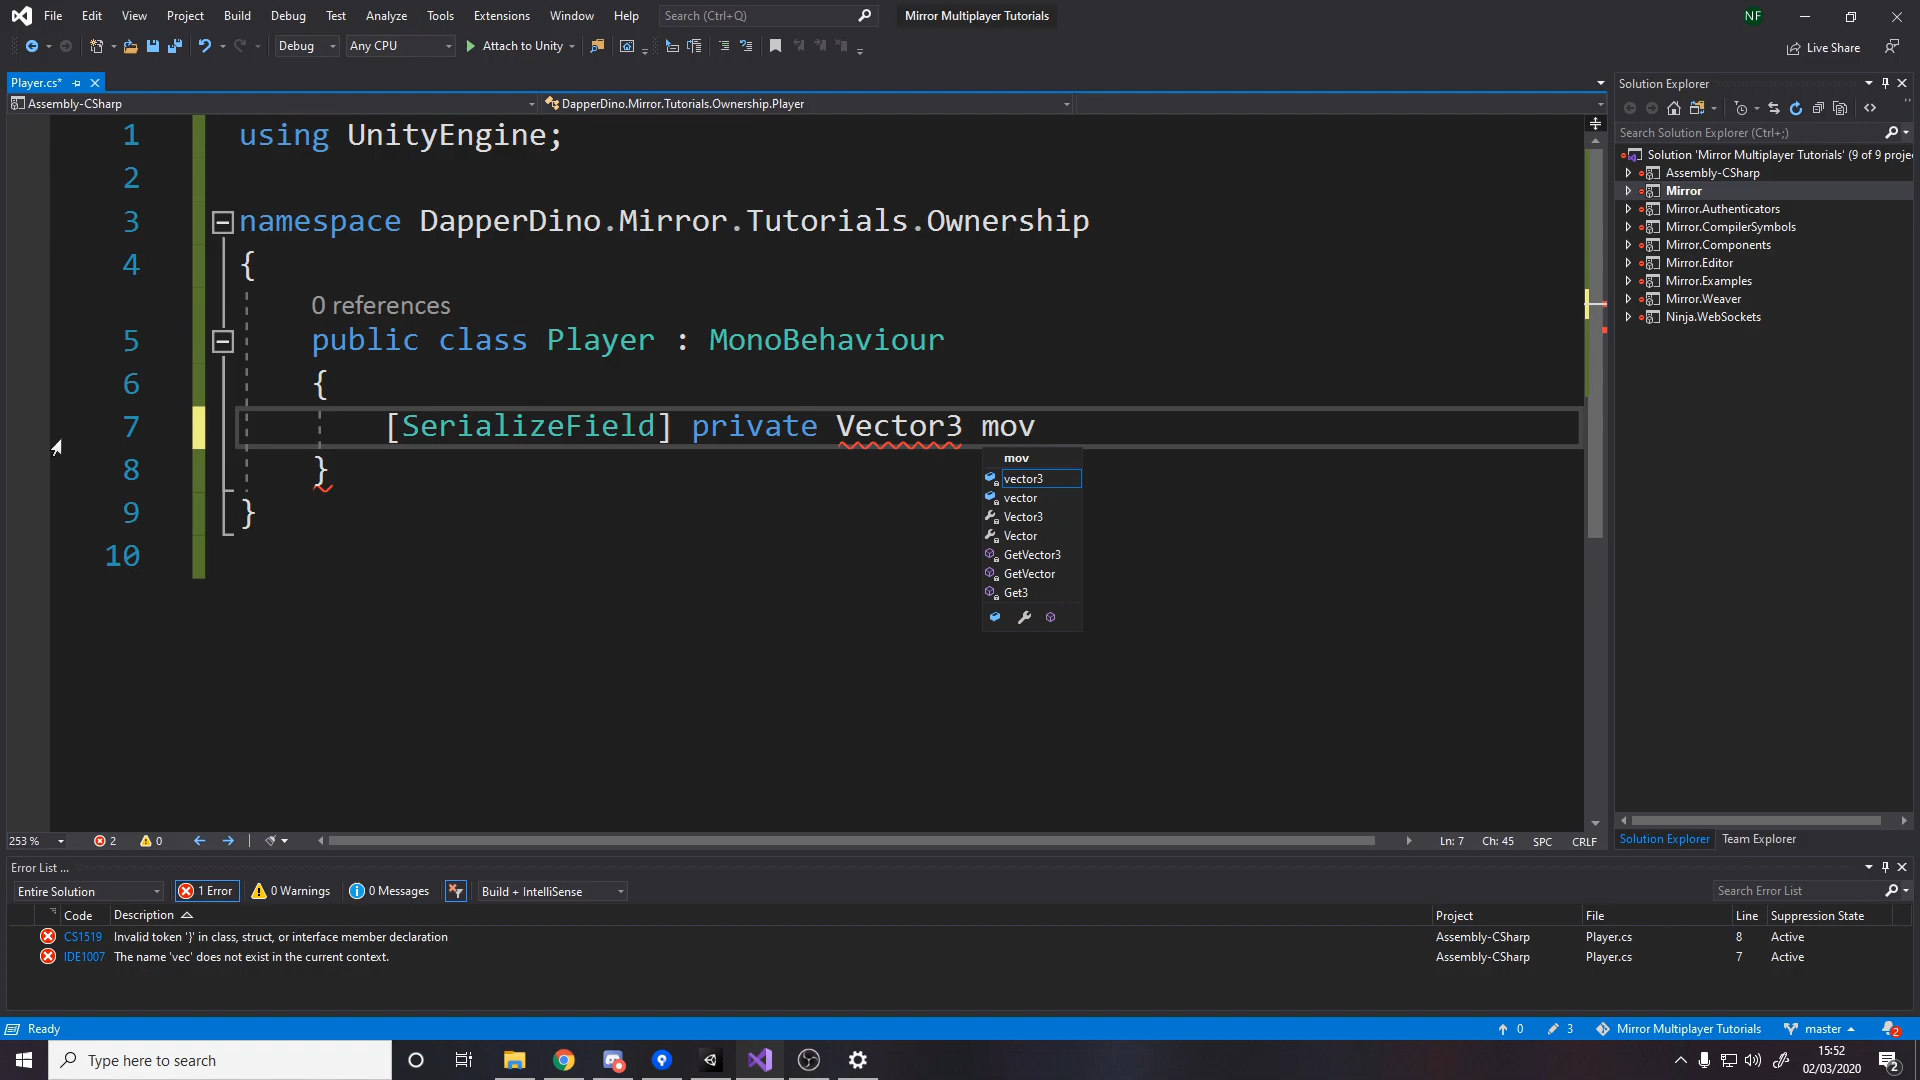 File Edit View Project Build Debug Test Analyze Tools Extensions Window Help Search (Ctrl+Q) Mirror Multiplayer Tutorials NF
Debug Any CPU Attach to Unity Live Share
Player.cs*
Assembly-CSharp DapperDino.Mirror.Tutorials.Ownership.Player
1 using UnityEngine;
2
3 namespace DapperDino.Mirror.Tutorials.Ownership
4 {
0 references
5 public class Player : MonoBehaviour
6 {
7 [SerializeField] private Vector3 mov
8 }
9 }
10
mov
vector3
vector
Vector3
Vector
GetVector3
GetVector
Get3
Solution Explorer
Search Solution Explorer (Ctrl+;)
Solution 'Mirror Multiplayer Tutorials' (9 of 9 proje
Assembly-CSharp
Mirror
Mirror.Authenticators
Mirror.CompilerSymbols
Mirror.Components
Mirror.Editor
Mirror.Examples
Mirror.Weaver
Ninja.WebSockets
Solution Explorer Team Explorer
253 % 2 0 Ln: 7 Ch: 45 SPC CRLF
Error List ...
Entire Solution 1 Error 0 Warnings 0 Messages Build + IntelliSense Search Error List
Code Description Project File Line Suppression State
CS1519 Invalid token '}' in class, struct, or interface member declaration Assembly-CSharp Player.cs 8 Active
IDE1007 The name 'vec' does not exist in the current context. Assembly-CSharp Player.cs 7 Active
Ready 0 3 Mirror Multiplayer Tutorials master 2
Type here to search 15:52
02/03/2020 2